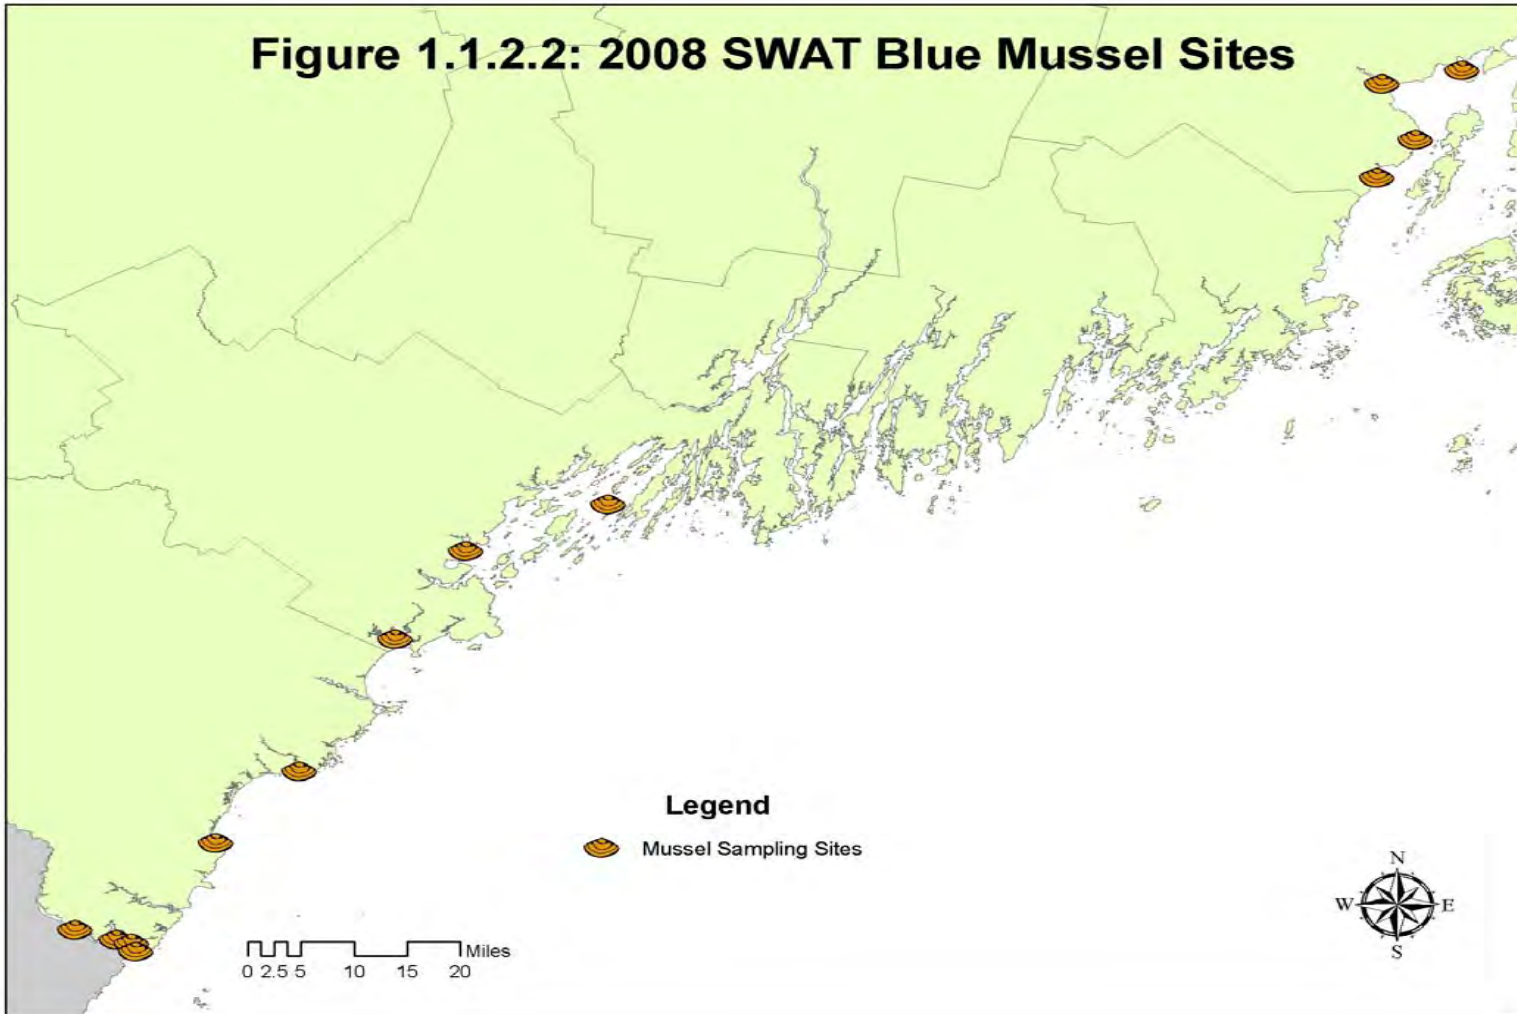 Figure 1.1.2.2: 2008 SWAT Blue Mussel Sites
Legend
Mussel Sampling Sites
N
W E
S
Miles
0 2.5 5 10 15 20